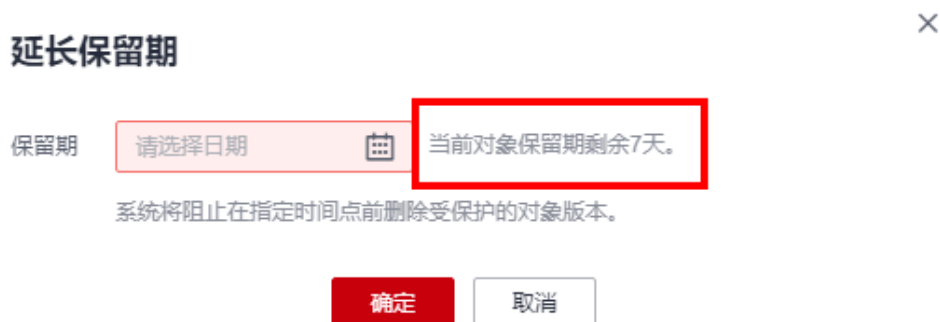 延长保留期
保留期 请选择日期 当前对象保留期剩余7天。
系统将阻止在指定时间点前删除受保护的对象版本。
确定 取消